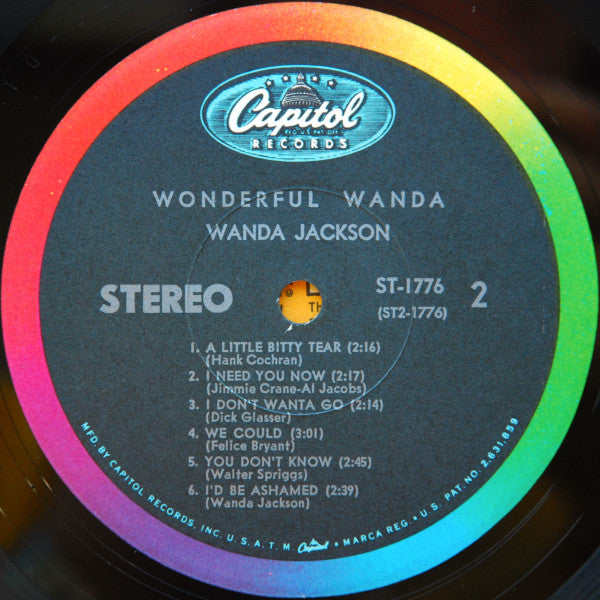 Capitol
REG. U.S. PAT. OFF.
RECORDS
WONDERFUL WANDA
WANDA JACKSON
STEREO
ST-1776
(ST2-1776)
2
1. A LITTLE BITTY TEAR (2:16)
(Hank Cochran)
2. I NEED YOU NOW (2:17)
(Jimmie Crane-Al Jacobs)
3. I DON'T WANTA GO (2:14)
(Dick Glasser)
4. WE COULD (3:01)
(Felice Bryant)
5. YOU DON'T KNOW (2:45)
(Walter Spriggs)
6. I'D BE ASHAMED (2:39)
(Wanda Jackson)
MFD. BY CAPITOL RECORDS, INC. U.S.A. T.M. Capitol • MARCA REG. • U.S. PAT. NO. 2,631,859